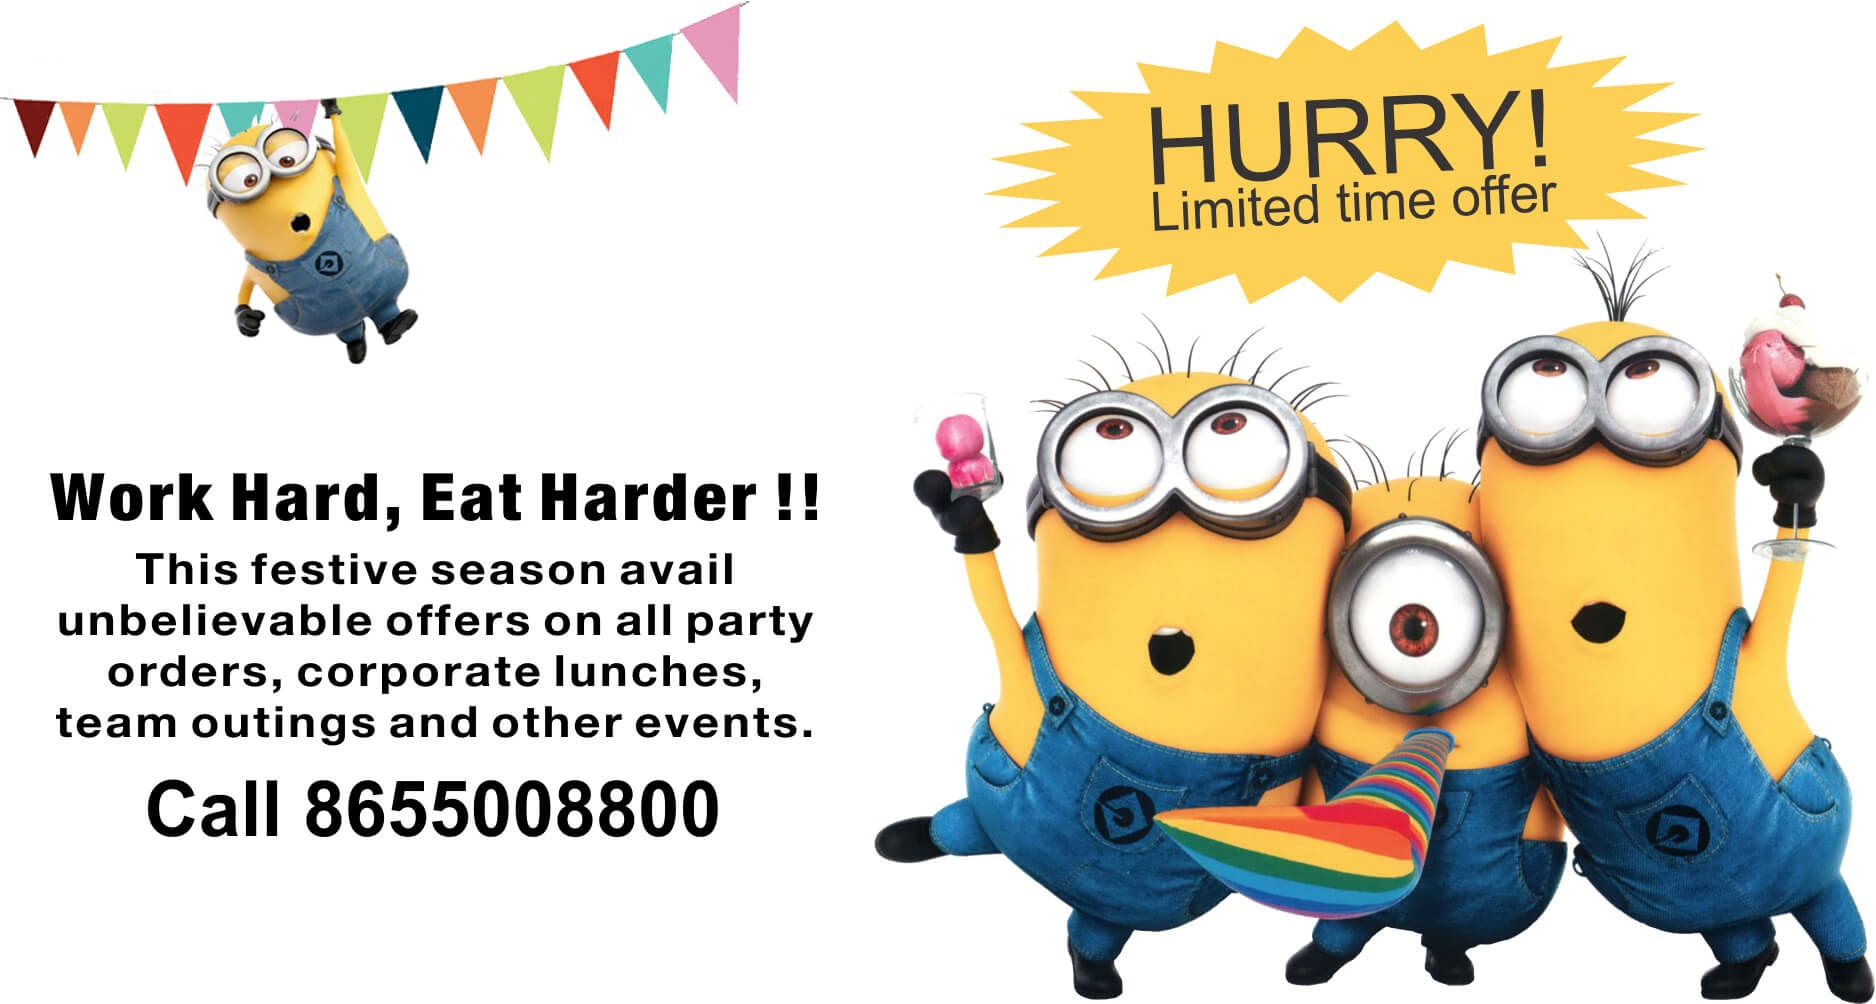 HURRY!
Limited time offer
Work Hard, Eat Harder !!
This festive season avail
unbelievable offers on all party
orders, corporate lunches,
team outings and other events.
Call 8655008800